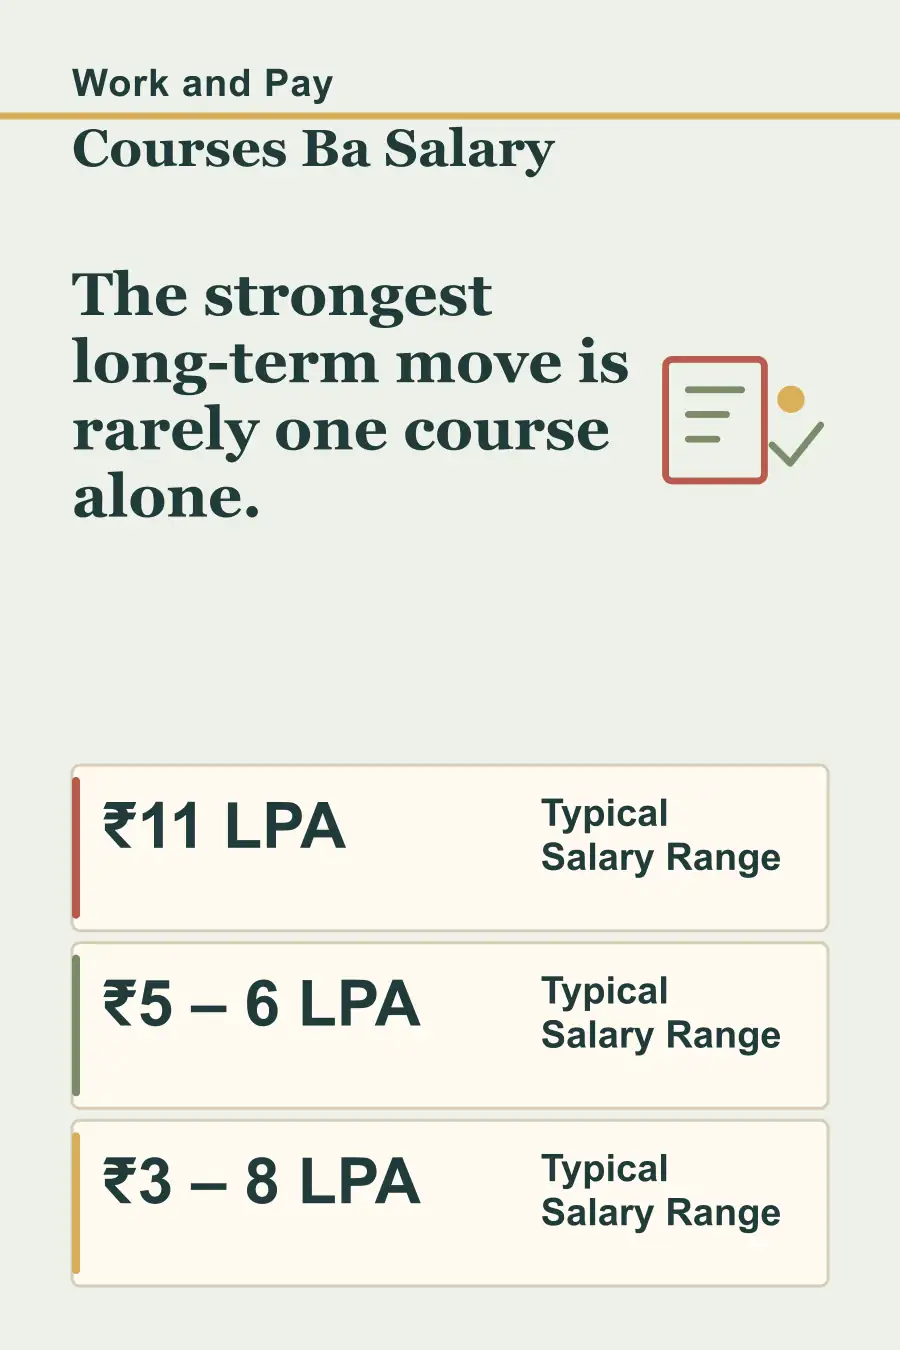 Work and Pay
Courses Ba Salary
The strongest
long-term move is
rarely one course
alone.
₹11 LPA
Typical
Salary Range
₹5 – 6 LPA
Typical
Salary Range
₹3 – 8 LPA
Typical
Salary Range